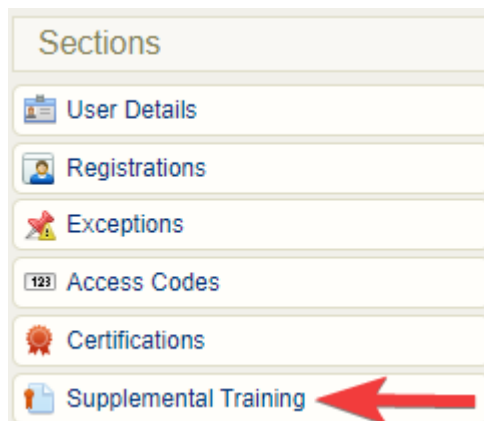 Sections
User Details
Registrations
Exceptions
123 Access Codes
Certifications
Supplemental Training